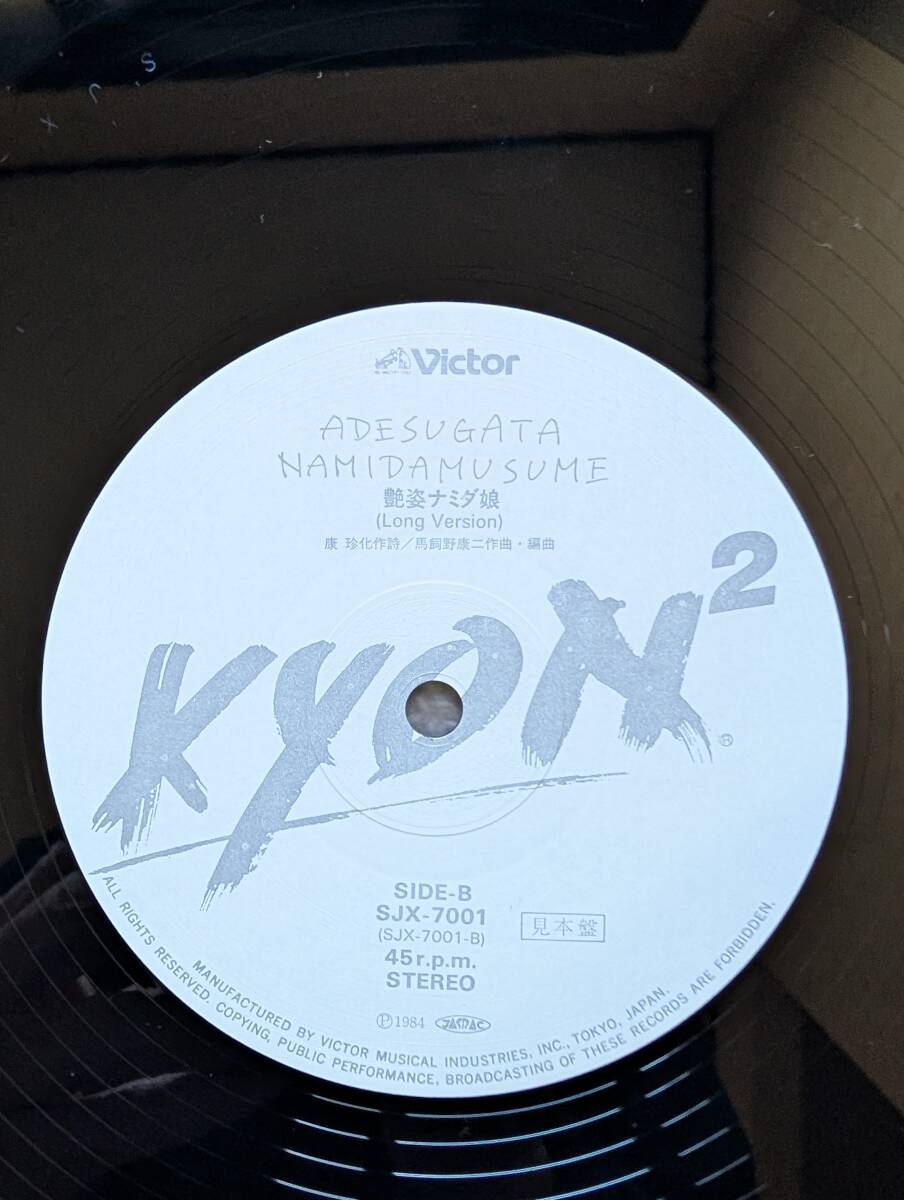 Victor
ADESUGATA
NAMIDAMUSUME
艶姿ナミダ娘
(Long Version)
康 珍化作詩／馬飼野康二作曲・編曲
KYON2
®
SIDE-B
SJX-7001
(SJX-7001-B)
見本盤
45r.p.m.
STEREO
Ⓟ1984 JASRAC
MANUFACTURED BY VICTOR MUSICAL INDUSTRIES, INC., TOKYO, JAPAN.
ALL RIGHTS RESERVED. COPYING, PUBLIC PERFORMANCE, BROADCASTING OF THESE RECORDS ARE FORBIDDEN.